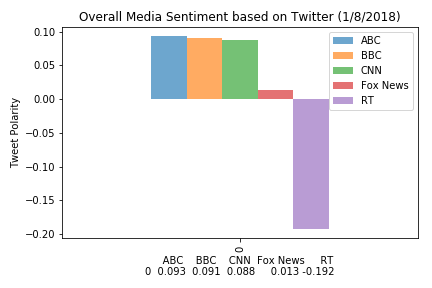 Overall Media Sentiment based on Twitter (1/8/2018)
ABC
BBC
CNN
Fox News
RT
Tweet Polarity
0.10
0.05
0.00
−0.05
−0.10
−0.15
−0.20
0
ABC BBC CNN Fox News RT
0 0.093 0.091 0.088 0.013 -0.192